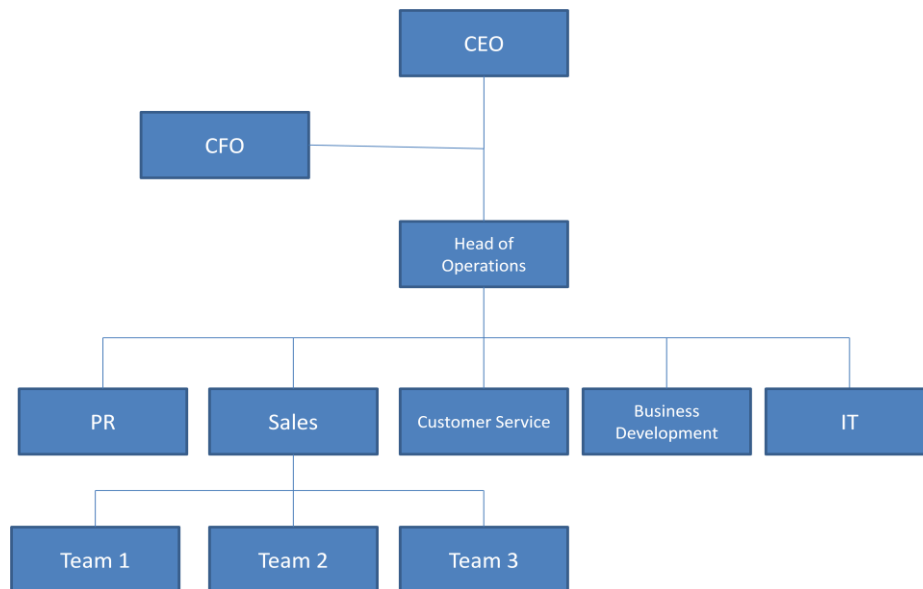 CEO
CFO
Head of
Operations
PR
Sales
Customer Service
Business
Development
IT
Team 1
Team 2
Team 3